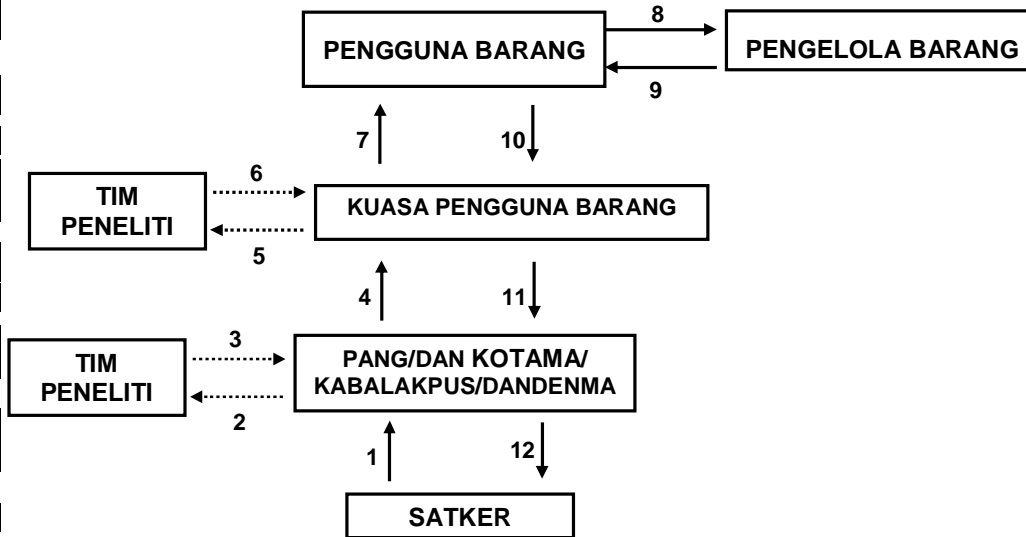 8
PENGGUNA BARANG
PENGELOLA BARANG
9
7
10
6
TIM
PENELITI
KUASA PENGGUNA BARANG
5
4
11
3
TIM
PENELITI
PANG/DAN KOTAMA/
KABALAKPUS/DANDENMA
2
1
12
SATKER